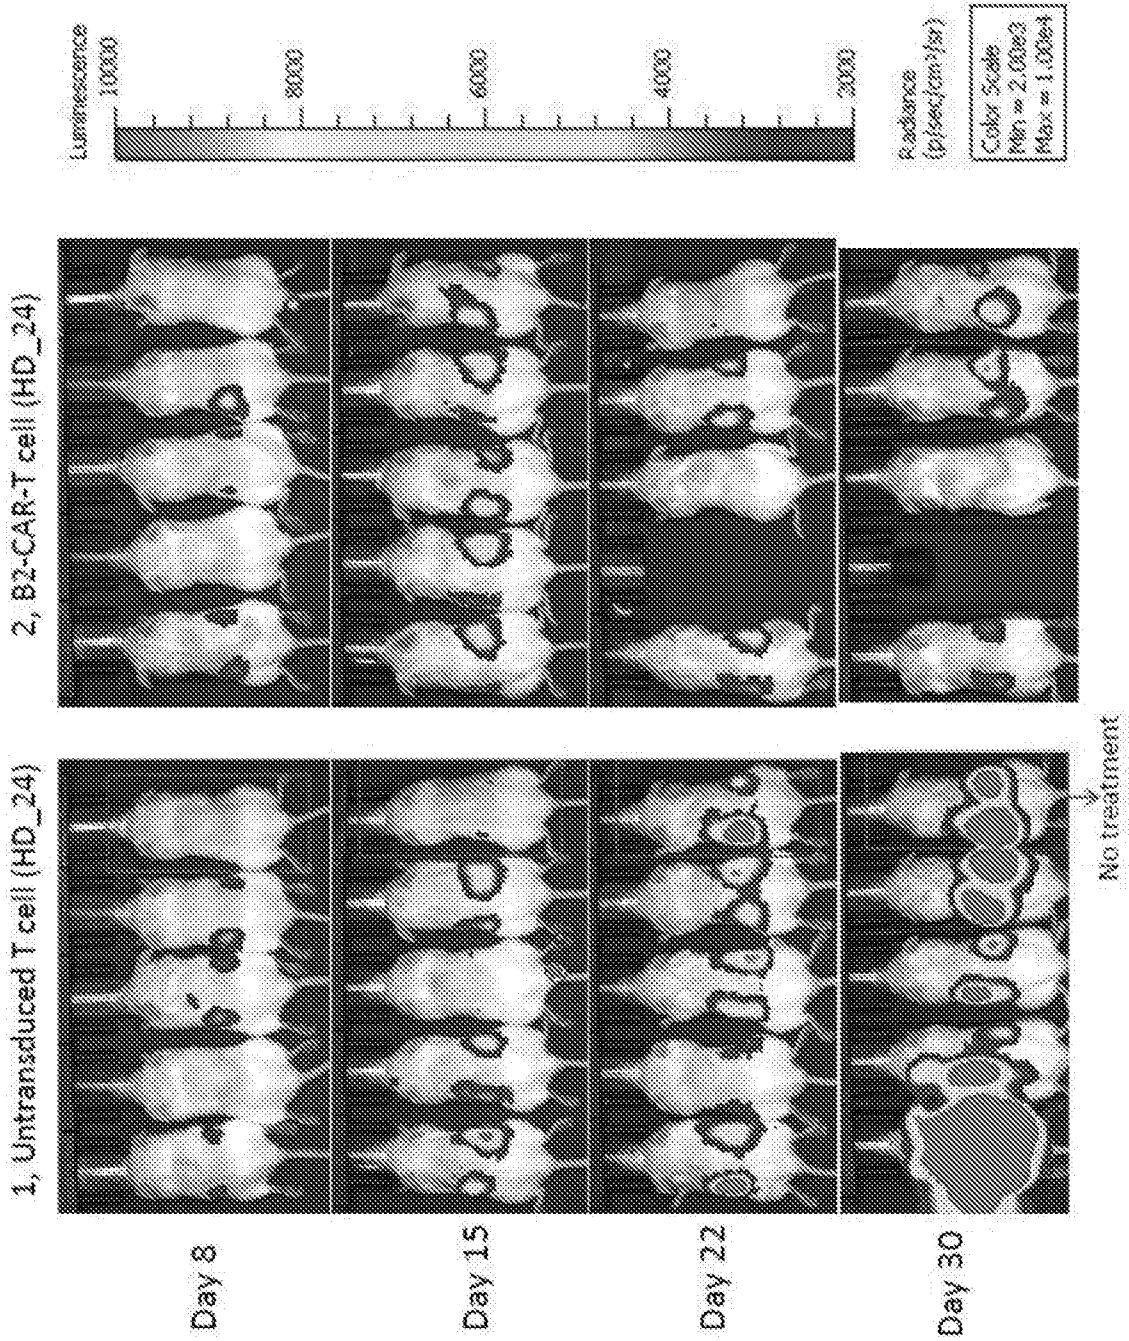 1, Untransduced T cell (HD_24)
2, B2-CAR-T cell (HD_24)
Day 8
Day 15
Day 22
Day 30
No treatment
Luminescence
10000
8000
6000
4000
2000
Radiance
(p/sec/cm²/sr)
Color Scale
Min = 2.00e3
Max = 1.00e4